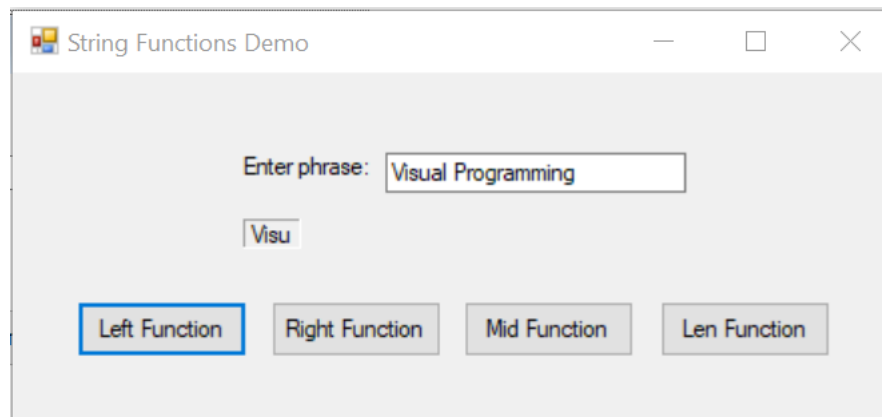 String Functions Demo
Enter phrase: Visual Programming
Visu
Left Function Right Function Mid Function Len Function